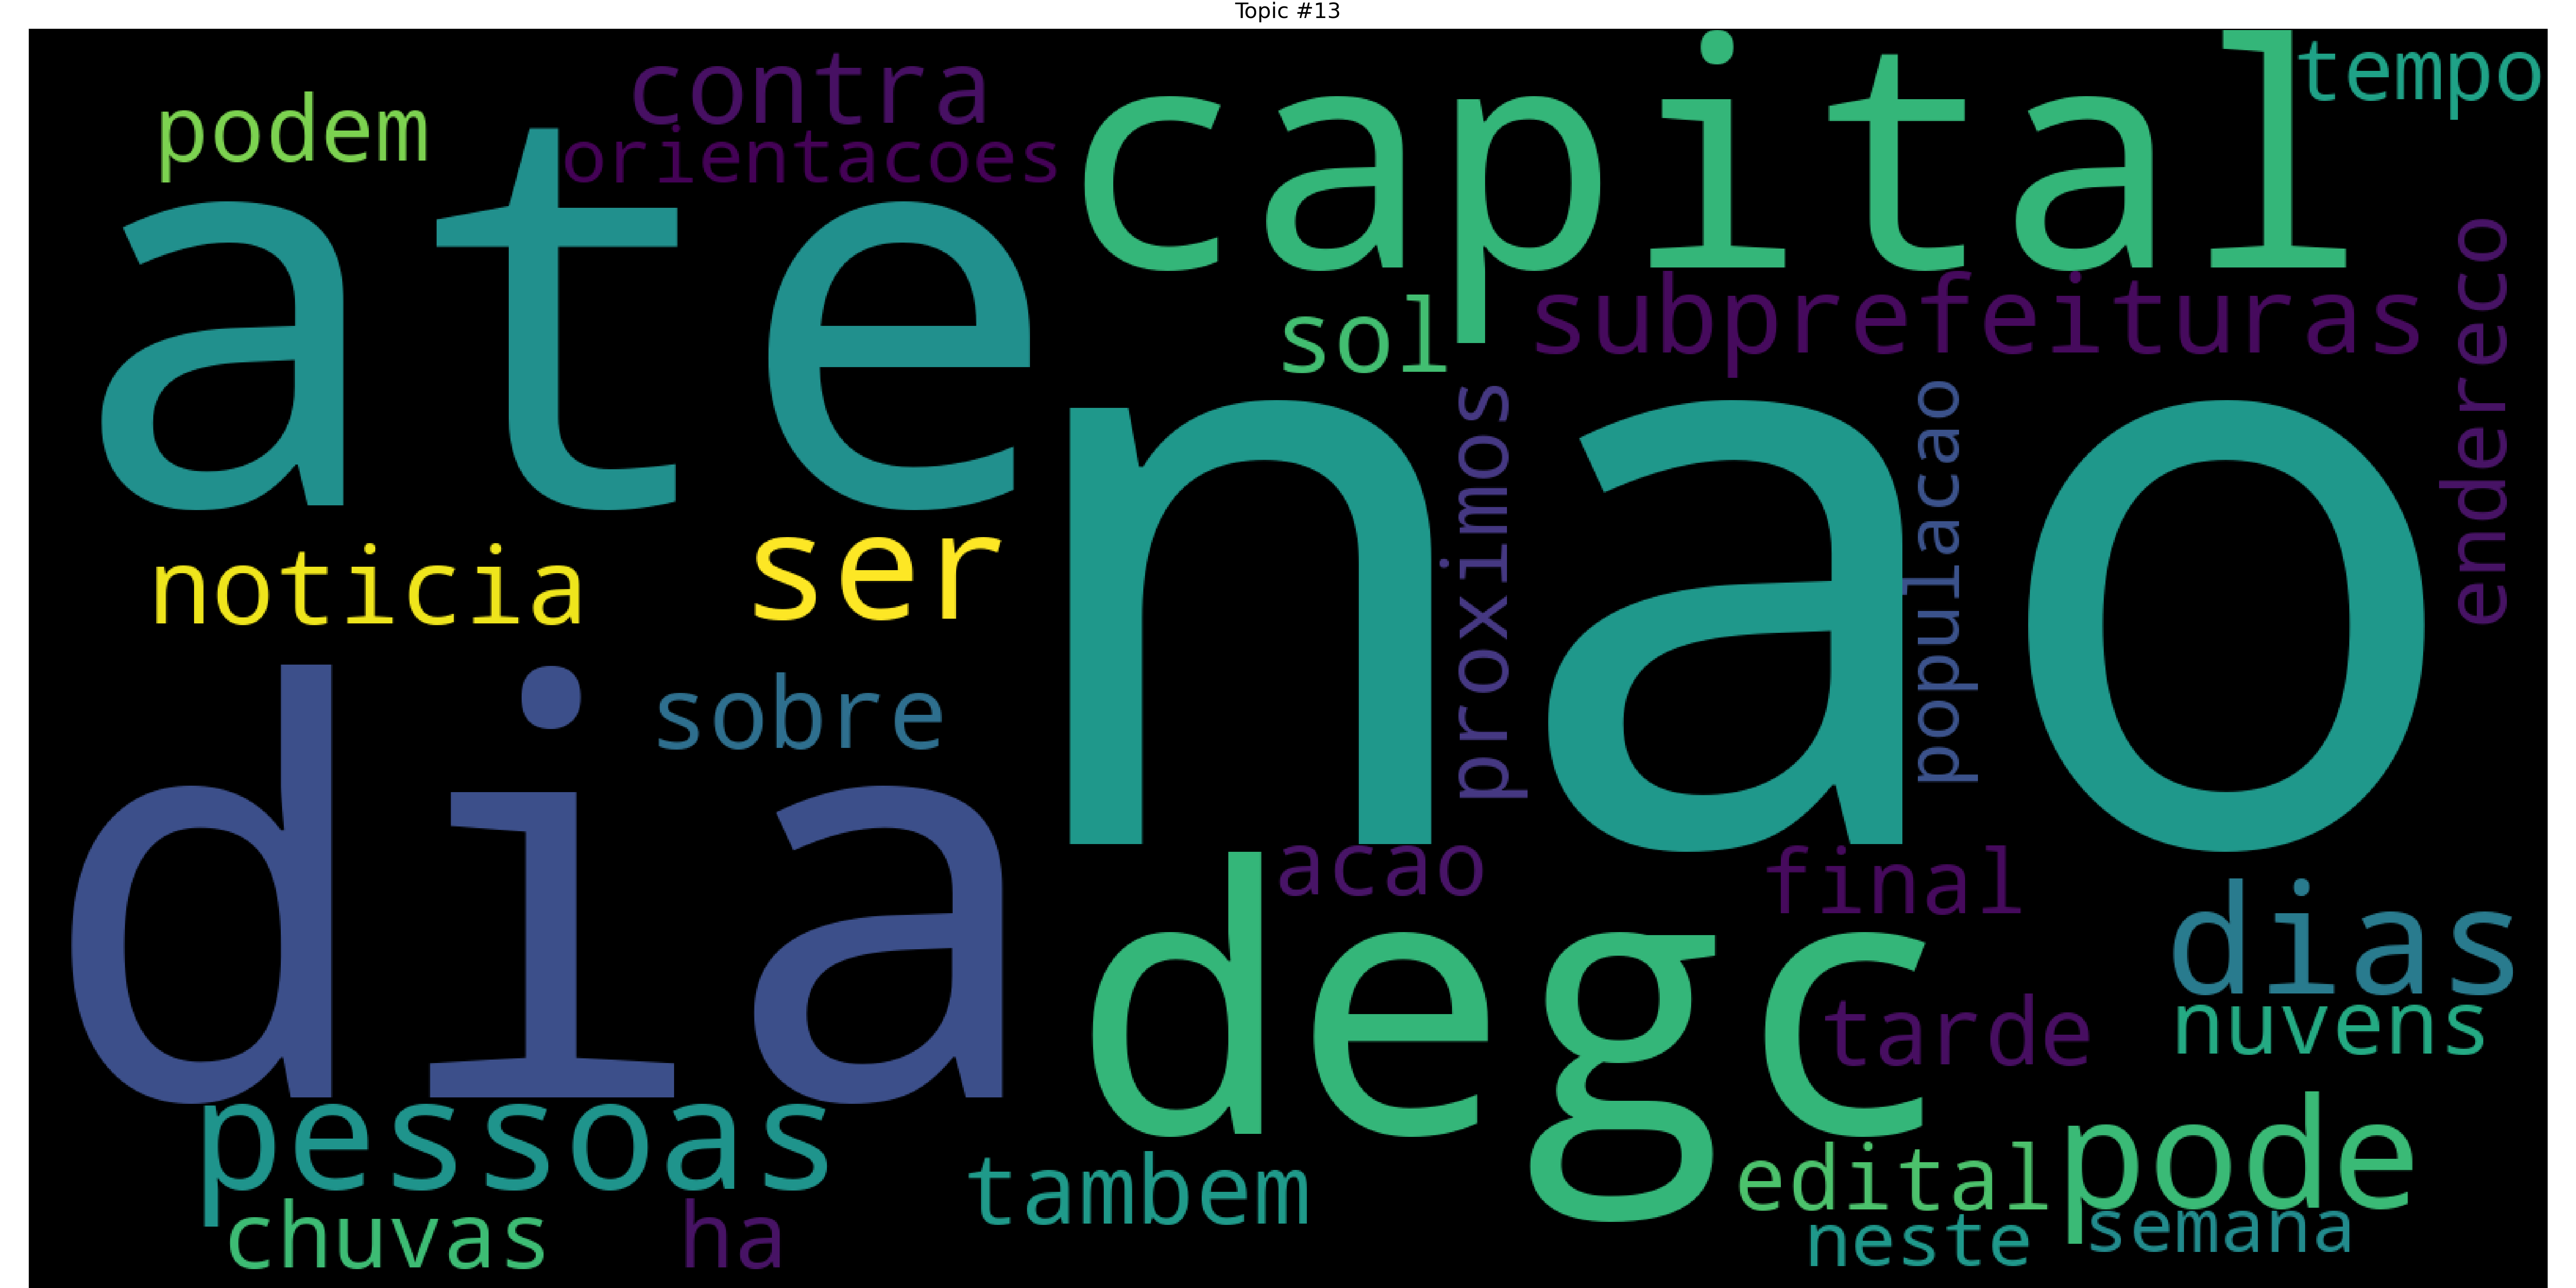 Topic #13
tempo
contra
podem
orientacoes
capital
ate
subprefeituras
sol
endereco
proximos
populacao
nao
noticia
ser
sobre
dia
acao
final
dias
degc
tarde
nuvens
pessoas
tambem
edital
pode
chuvas
ha
neste
semana